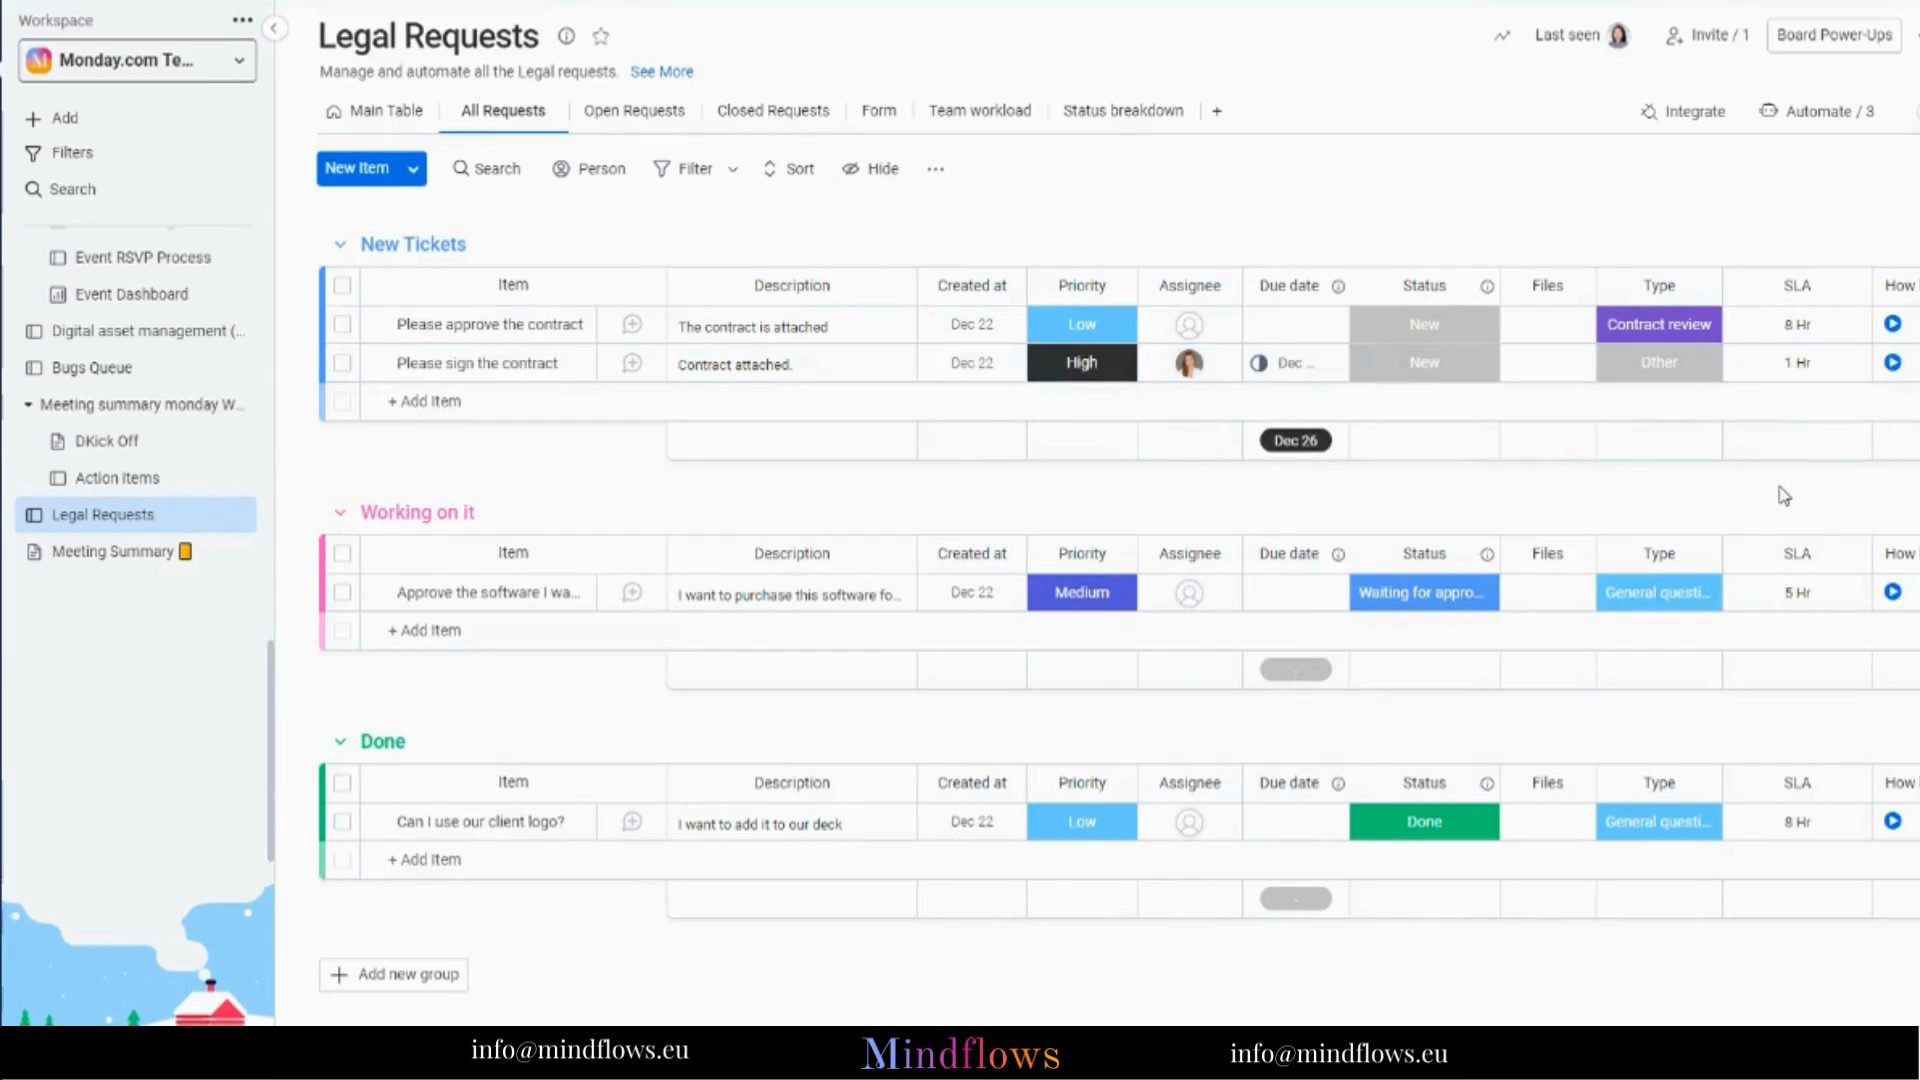 Workspace
Monday.com Te...
Add
Filters
Search
Event RSVP Process
Event Dashboard
Digital asset management (...
Bugs Queue
Meeting summary monday W...
DKick Off
Action Items
Legal Requests
Meeting Summary
Legal Requests
Last seen
Invite / 1
Board Power-Ups
Manage and automate all the Legal requests. See More
Main Table All Requests Open Requests Closed Requests Form Team workload Status breakdown +
Integrate
Automate / 3
New Item Search Person Filter Sort Hide ...
New Tickets
Item Description Created at Priority Assignee Due date Status Files Type SLA How
Please approve the contract The contract is attached Dec 22 Low New Contract review 8 Hr
Please sign the contract Contract attached. Dec 22 High Dec ... New Other 1 Hr
+ Add Item
Dec 26
Working on it
Item Description Created at Priority Assignee Due date Status Files Type SLA How
Approve the software I wa... I want to purchase this software fo... Dec 22 Medium Waiting for appro... General questi... 5 Hr
+ Add Item
-
Done
Item Description Created at Priority Assignee Due date Status Files Type SLA How
Can I use our client logo? I want to add it to our deck Dec 22 Low Done General questi... 8 Hr
+ Add Item
-
+ Add new group
info@mindflows.eu Mindflows info@mindflows.eu